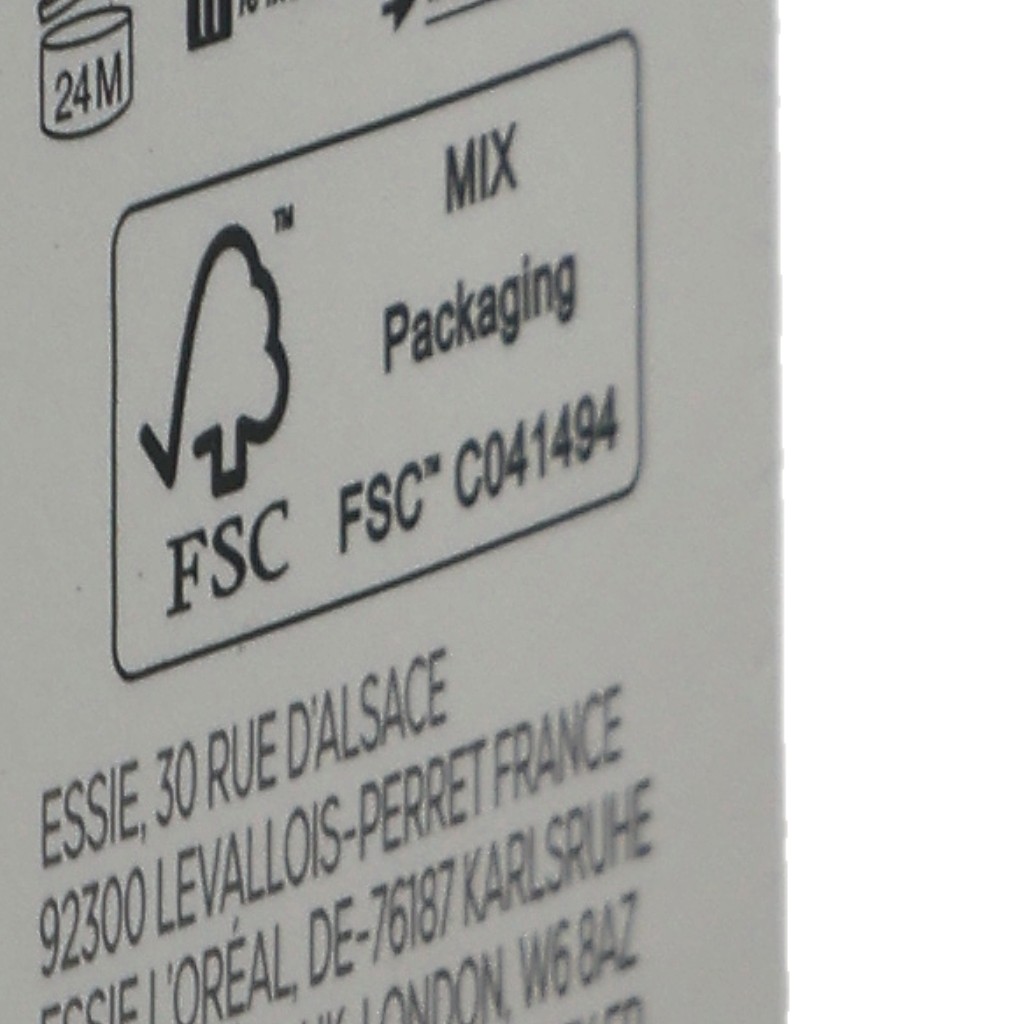 24M
™
MIX
Packaging
FSC™ C041494
FSC
ESSIE, 30 RUE D'ALSACE
92300 LEVALLOIS-PERRET FRANCE
ESSIE L'ORÉAL, DE-76187 KARLSRUHE
LONDON, W6 8AZ